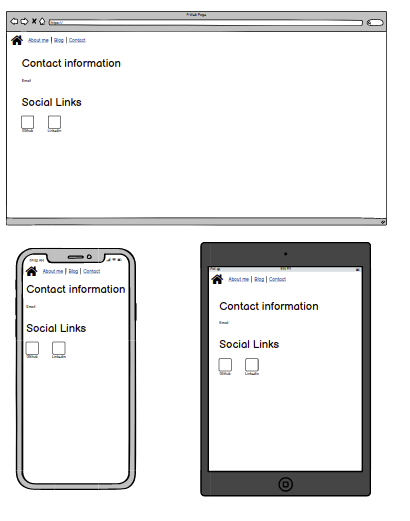 A Web Page
https://
About me | Blog | Contact
Contact information
Email
Social Links
Github LinkedIn
About me | Blog | Contact
Contact information
Email
Social Links
Github LinkedIn
About me | Blog | Contact
Contact information
Email
Social Links
Github LinkedIn